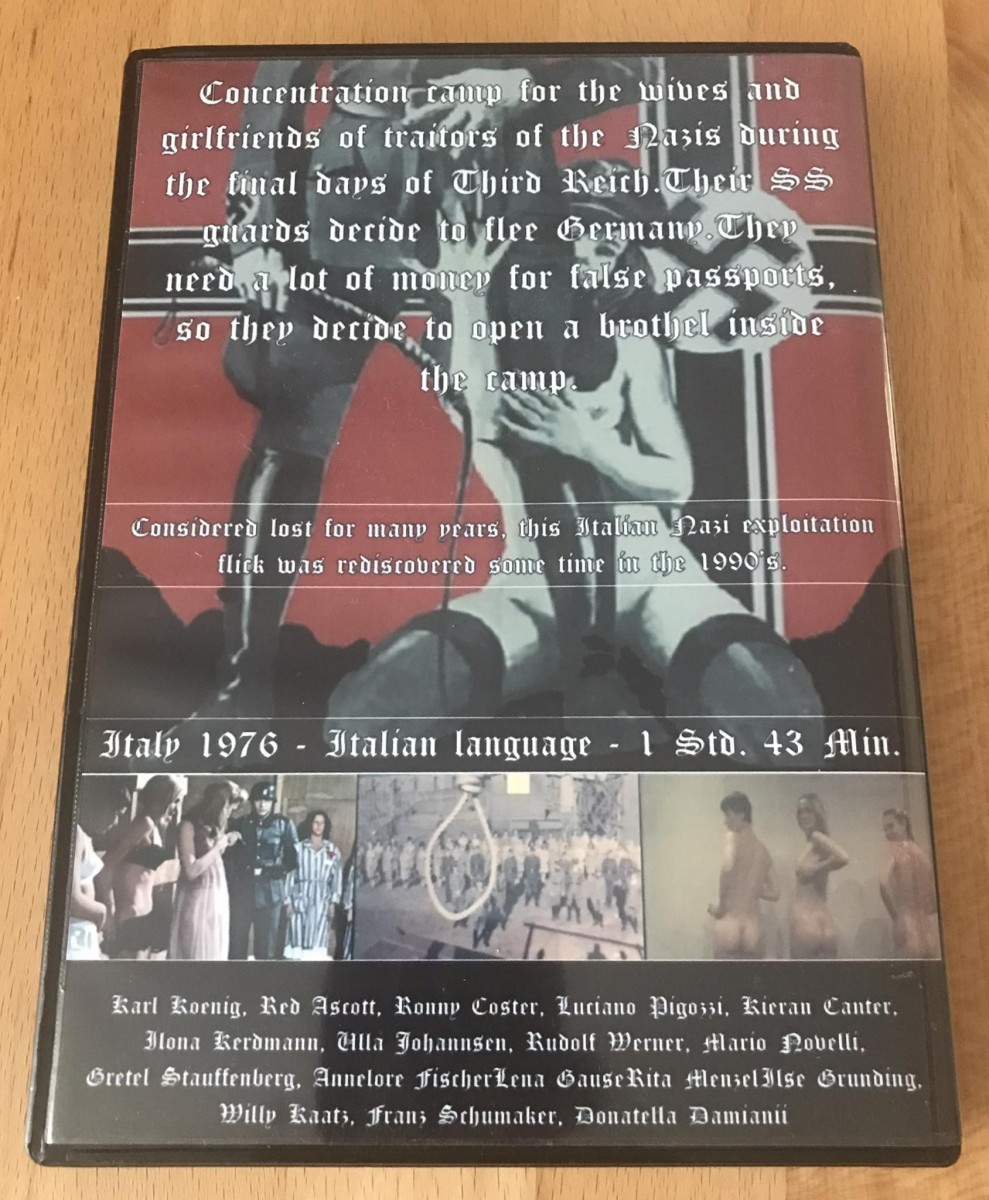 Concentration camp for the wives and
girlfriends of traitors of the Nazis during
the final days of Third Reich.Their SS
guards decide to flee Germany.They
need a lot of money for false passports,
so they decide to open a brothel inside
the camp.
Considered lost for many years, this Italian Nazi exploitation
flick was rediscovered some time in the 1990's.
Italy 1976 - Italian language - 1 Std. 43 Min.
Karl Koenig, Red Ascott, Ronny Coster, Luciano Pigozzi, Kieran Canter,
Ilona Kerdmann, Ulla Johannsen, Rudolf Werner, Mario Novelli,
Gretel Stauffenberg, Annelore FischerLena GauseRita MenzelIlse Grunding,
Willy Kaatz, Franz Schumaker, Donatella Damianii